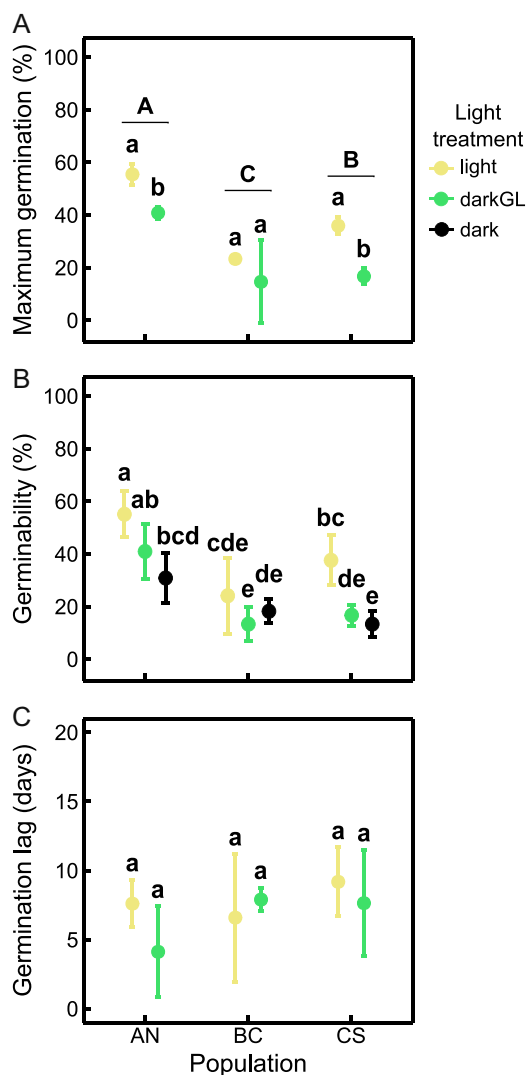 A
Maximum germination (%)
100
80
60
40
20
0
A
a
b
C
a
a
B
a
b
Light
treatment
light
darkGL
dark
B
Germinability (%)
100
80
60
40
20
0
a
ab
bcd
cde
e
de
bc
de
e
C
Germination lag (days)
20
15
10
5
0
a
a
a
a
a
a
AN
BC
CS
Population